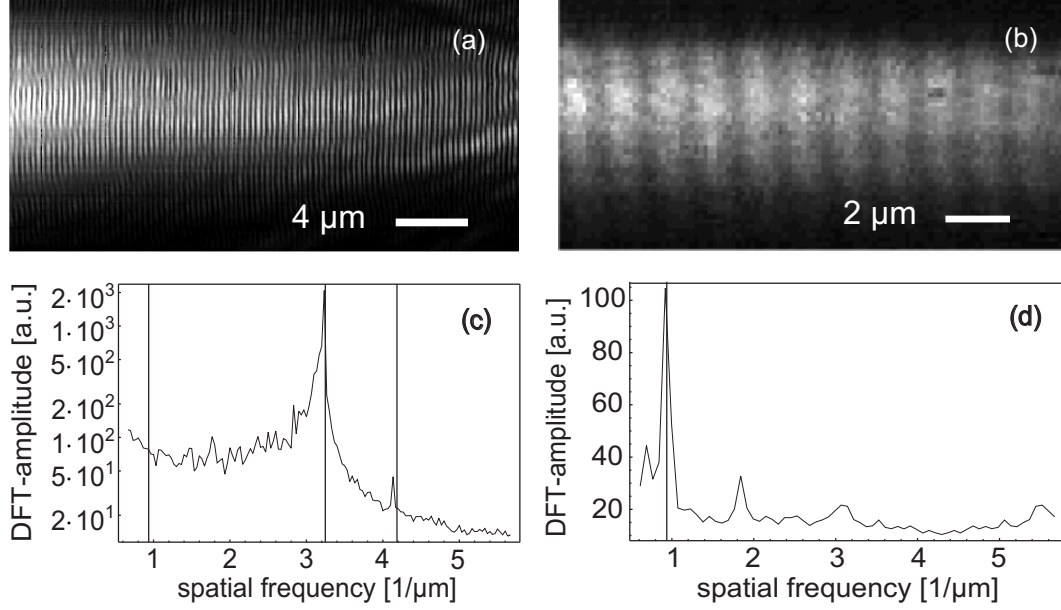 (a)
4 µm
(b)
2 µm
DFT-amplitude [a.u.]
2·10³
1·10³
5·10²
2·10²
1·10²
5·10¹
2·10¹
(c)
1 2 3 4 5
spatial frequency [1/µm]
DFT-amplitude [a.u.]
100
80
60
40
20
(d)
1 2 3 4 5
spatial frequency [1/µm]